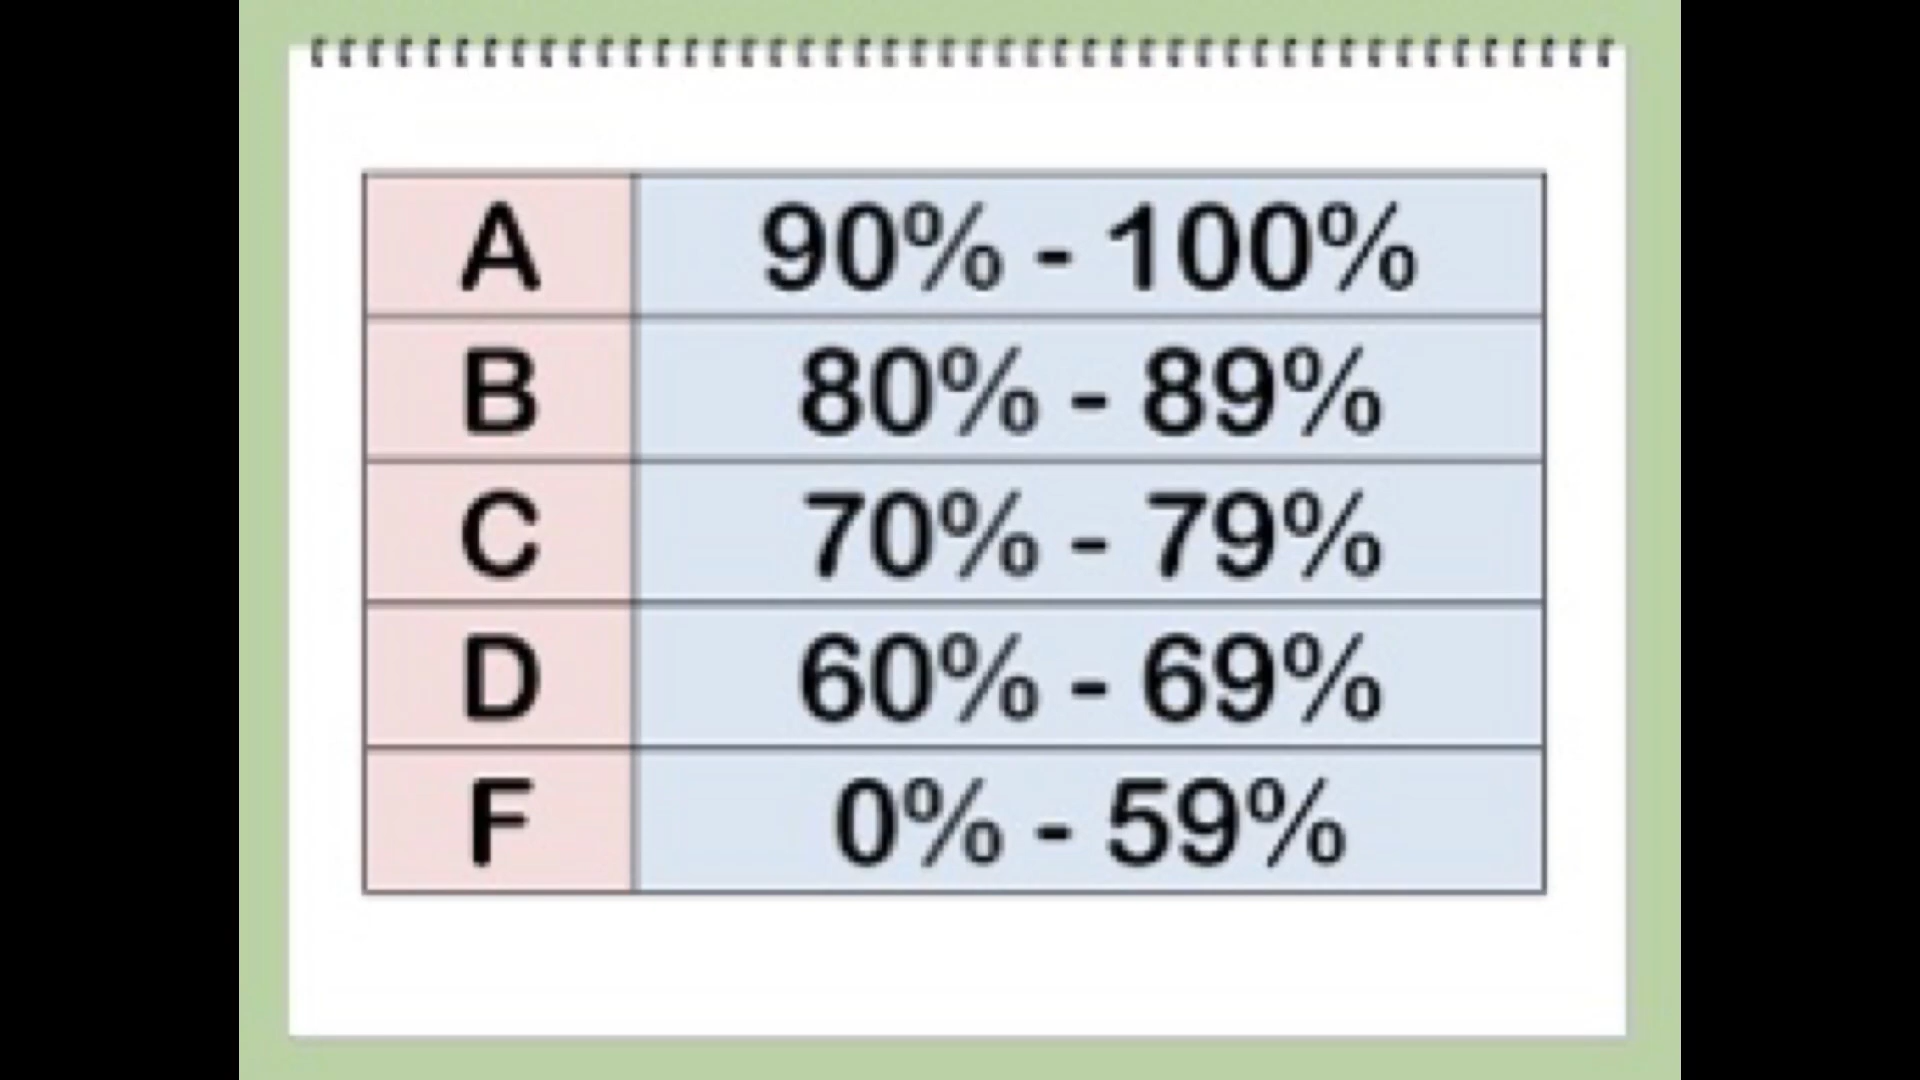 A 90% - 100%
B 80% - 89%
C 70% - 79%
D 60% - 69%
F 0% - 59%